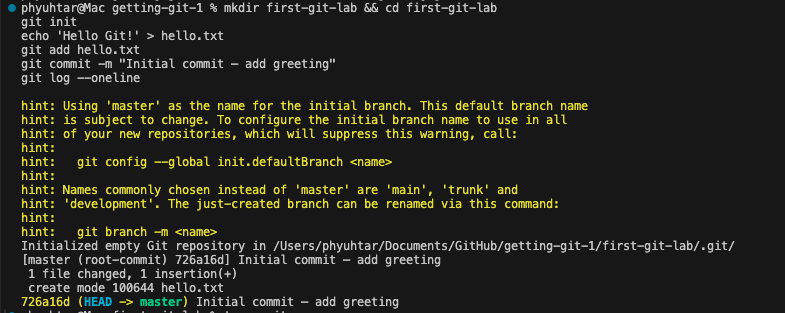 phyuhtar@Mac getting-git-1 % mkdir first-git-lab && cd first-git-lab
git init
echo 'Hello Git!' > hello.txt
git add hello.txt
git commit -m "Initial commit — add greeting"
git log --oneline
hint: Using 'master' as the name for the initial branch. This default branch name
hint: is subject to change. To configure the initial branch name to use in all
hint: of your new repositories, which will suppress this warning, call:
hint:
hint:   git config --global init.defaultBranch <name>
hint:
hint: Names commonly chosen instead of 'master' are 'main', 'trunk' and
hint: 'development'. The just-created branch can be renamed via this command:
hint:
hint:   git branch -m <name>
Initialized empty Git repository in /Users/phyuhtar/Documents/GitHub/getting-git-1/first-git-lab/.git/
[master (root-commit) 726a16d] Initial commit — add greeting
 1 file changed, 1 insertion(+)
 create mode 100644 hello.txt
726a16d (HEAD -> master) Initial commit — add greeting